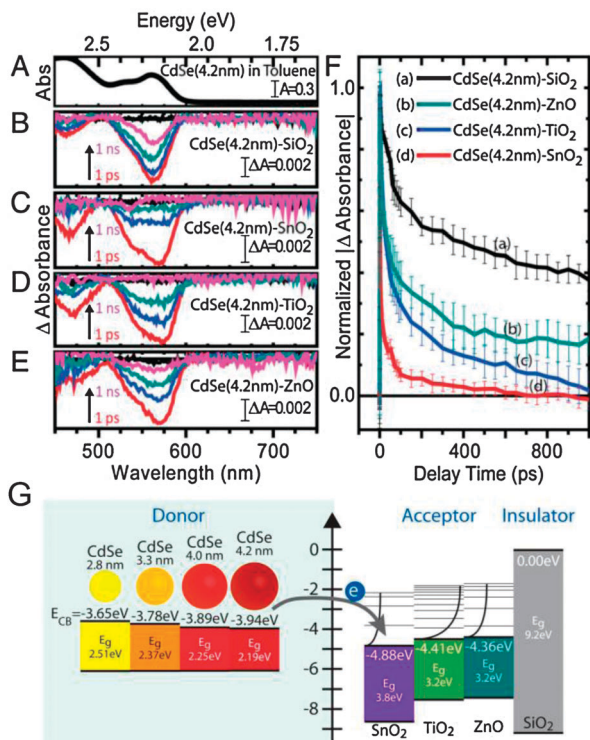 Energy (eV)
2.5 2.0 1.75
A
Abs
CdSe(4.2nm) in Toluene
A=0.3
B
1 ns
1 ps
CdSe(4.2nm)-SiO₂
ΔA=0.002
C
1 ns
1 ps
CdSe(4.2nm)-SnO₂
ΔA=0.002
D
1 ns
1 ps
CdSe(4.2nm)-TiO₂
ΔA=0.002
E
1 ns
1 ps
CdSe(4.2nm)-ZnO
ΔA=0.002
Δ Absorbance
500 600 700
Wavelength (nm)
F
1.0
0.0
Normalized |Δ Absorbance|
(a) CdSe(4.2nm)-SiO₂
(b) CdSe(4.2nm)-ZnO
(c) CdSe(4.2nm)-TiO₂
(d) CdSe(4.2nm)-SnO₂
(a)
(b)
(c)
(d)
0 400 800
Delay Time (ps)
G
Donor
Acceptor
Insulator
CdSe 2.8 nm
CdSe 3.3 nm
CdSe 4.0 nm
CdSe 4.2 nm
E_CB= -3.65eV -3.78eV -3.89eV -3.94eV
Eg 2.51eV
Eg 2.37eV
Eg 2.25eV
Eg 2.19eV
e
0
-2
-4
-6
-8
-4.88eV
Eg
3.8eV
SnO₂
-4.41eV
Eg
3.2eV
TiO₂
-4.36eV
Eg
3.2eV
ZnO
0.00eV
Eg
9.2eV
SiO₂